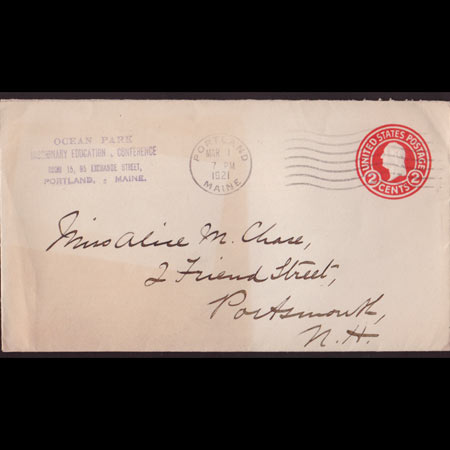 OCEAN PARK
MISSIONARY EDUCATION CONFERENCE
ROOM 15, 95 EXCHANGE STREET,
PORTLAND, MAINE.
PORTLAND
MAR 1
7 PM
1921
MAINE
UNITED STATES POSTAGE
2 CENTS 2
Miss Alice M. Chase,
2 Friend Street,
Portsmouth,
N.H.